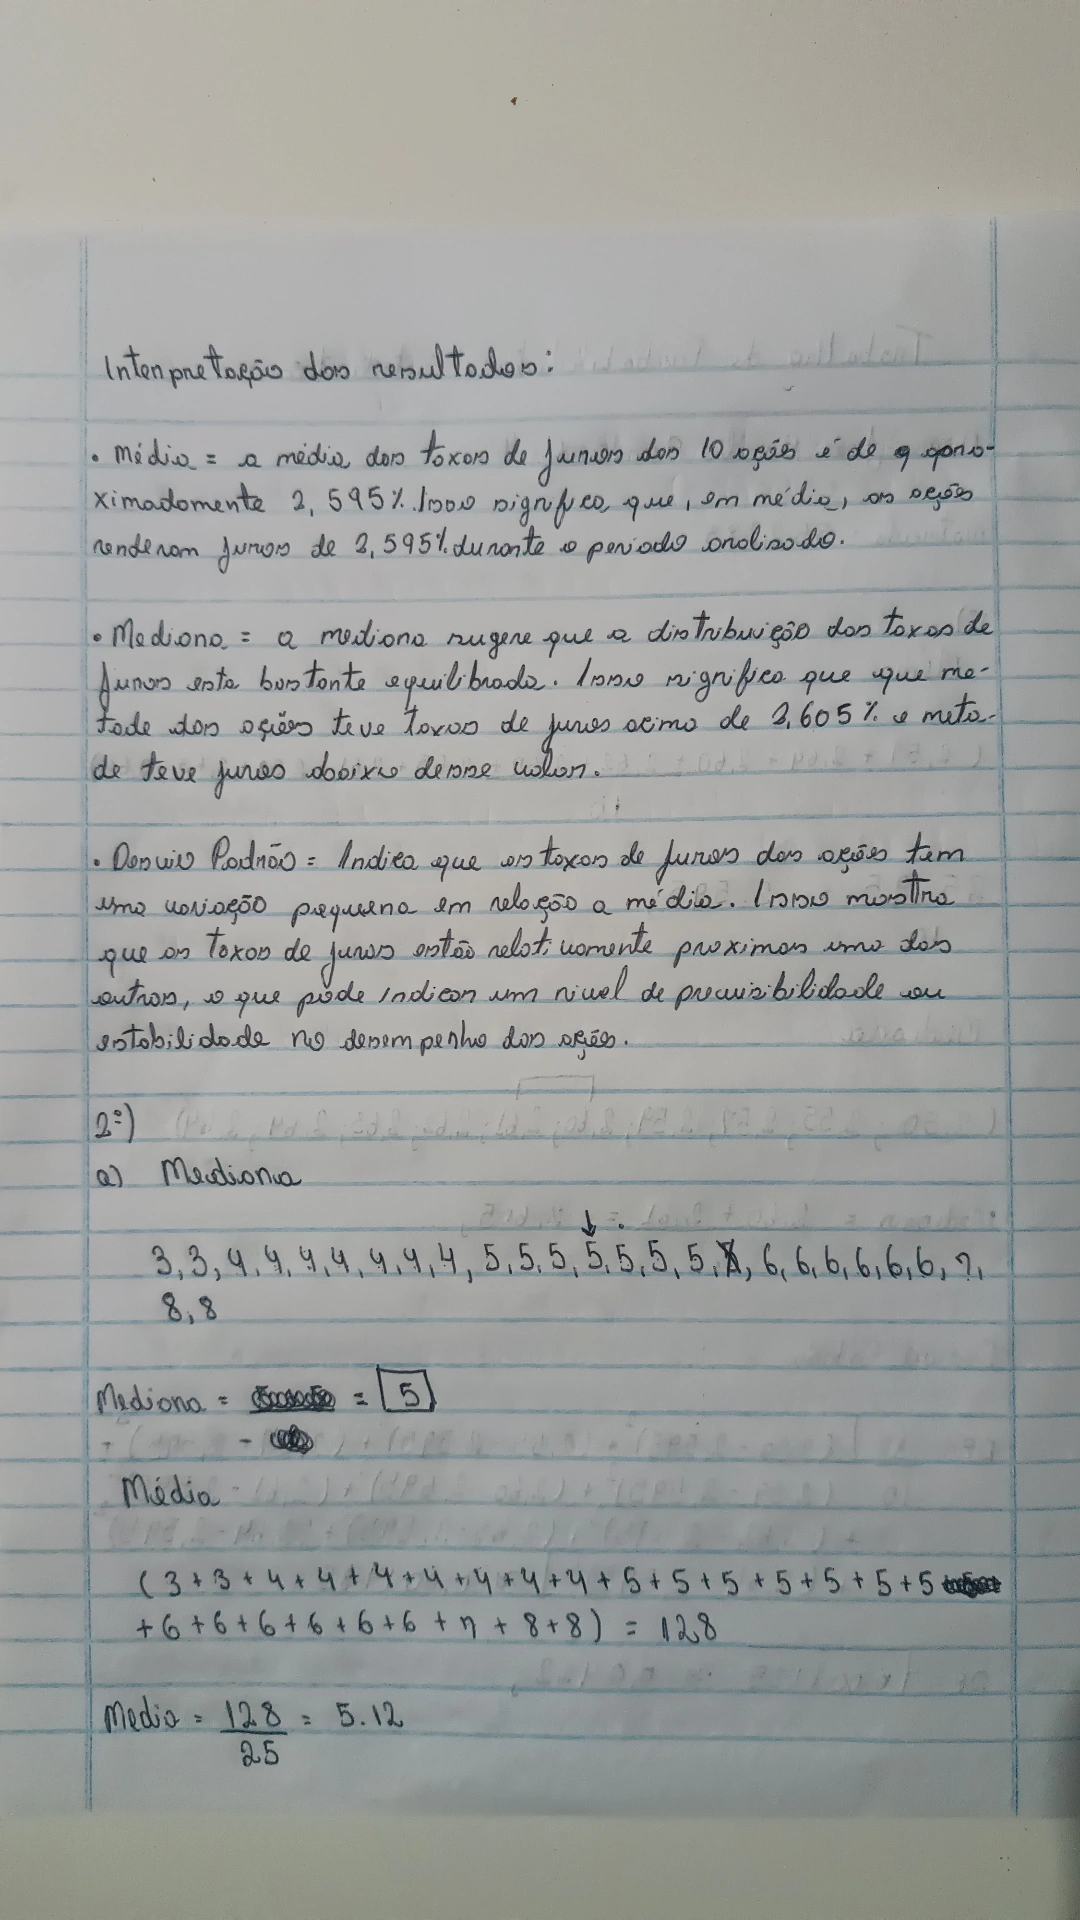 Interpretação dos resultados:
• Média = a média das taxas de juros das 10 ações é de apro-
ximadamente 2,595%. Isso significa que, em média, as ações
renderam juros de 2,595% durante o período analisado.
• Mediana = a mediana sugere que a distribuição das taxas de
juros esta bastante equilibrada. Isso significa que que me-
tade das ações teve taxas de juros acima de 2,605% e meta-
de teve juros abaixo desse valor.
• Desvio Padrão = Indica que as taxas de juros das ações tem
uma variação pequena em relação a média. Isso mostra
que as taxas de juros estão relativamente proximas uma das
outras, o que pode indicar um nivel de previsibilidade ou
estabilidade no desempenho das ações.
2ª)
a) Mediana
3, 3, 4, 4, 4, 4, 4, 4, 4, 5, 5, 5, 5, 5, 5, 5, 6, 6, 6, 6, 6, 6, 7,
8, 8
Mediana = = 5
Média
(3+3+4+4+4+4+4+4+4+5+5+5+5+5+5+5
+6+6+6+6+6+6+7+8+8) = 128
Media = 128 = 5.12
25